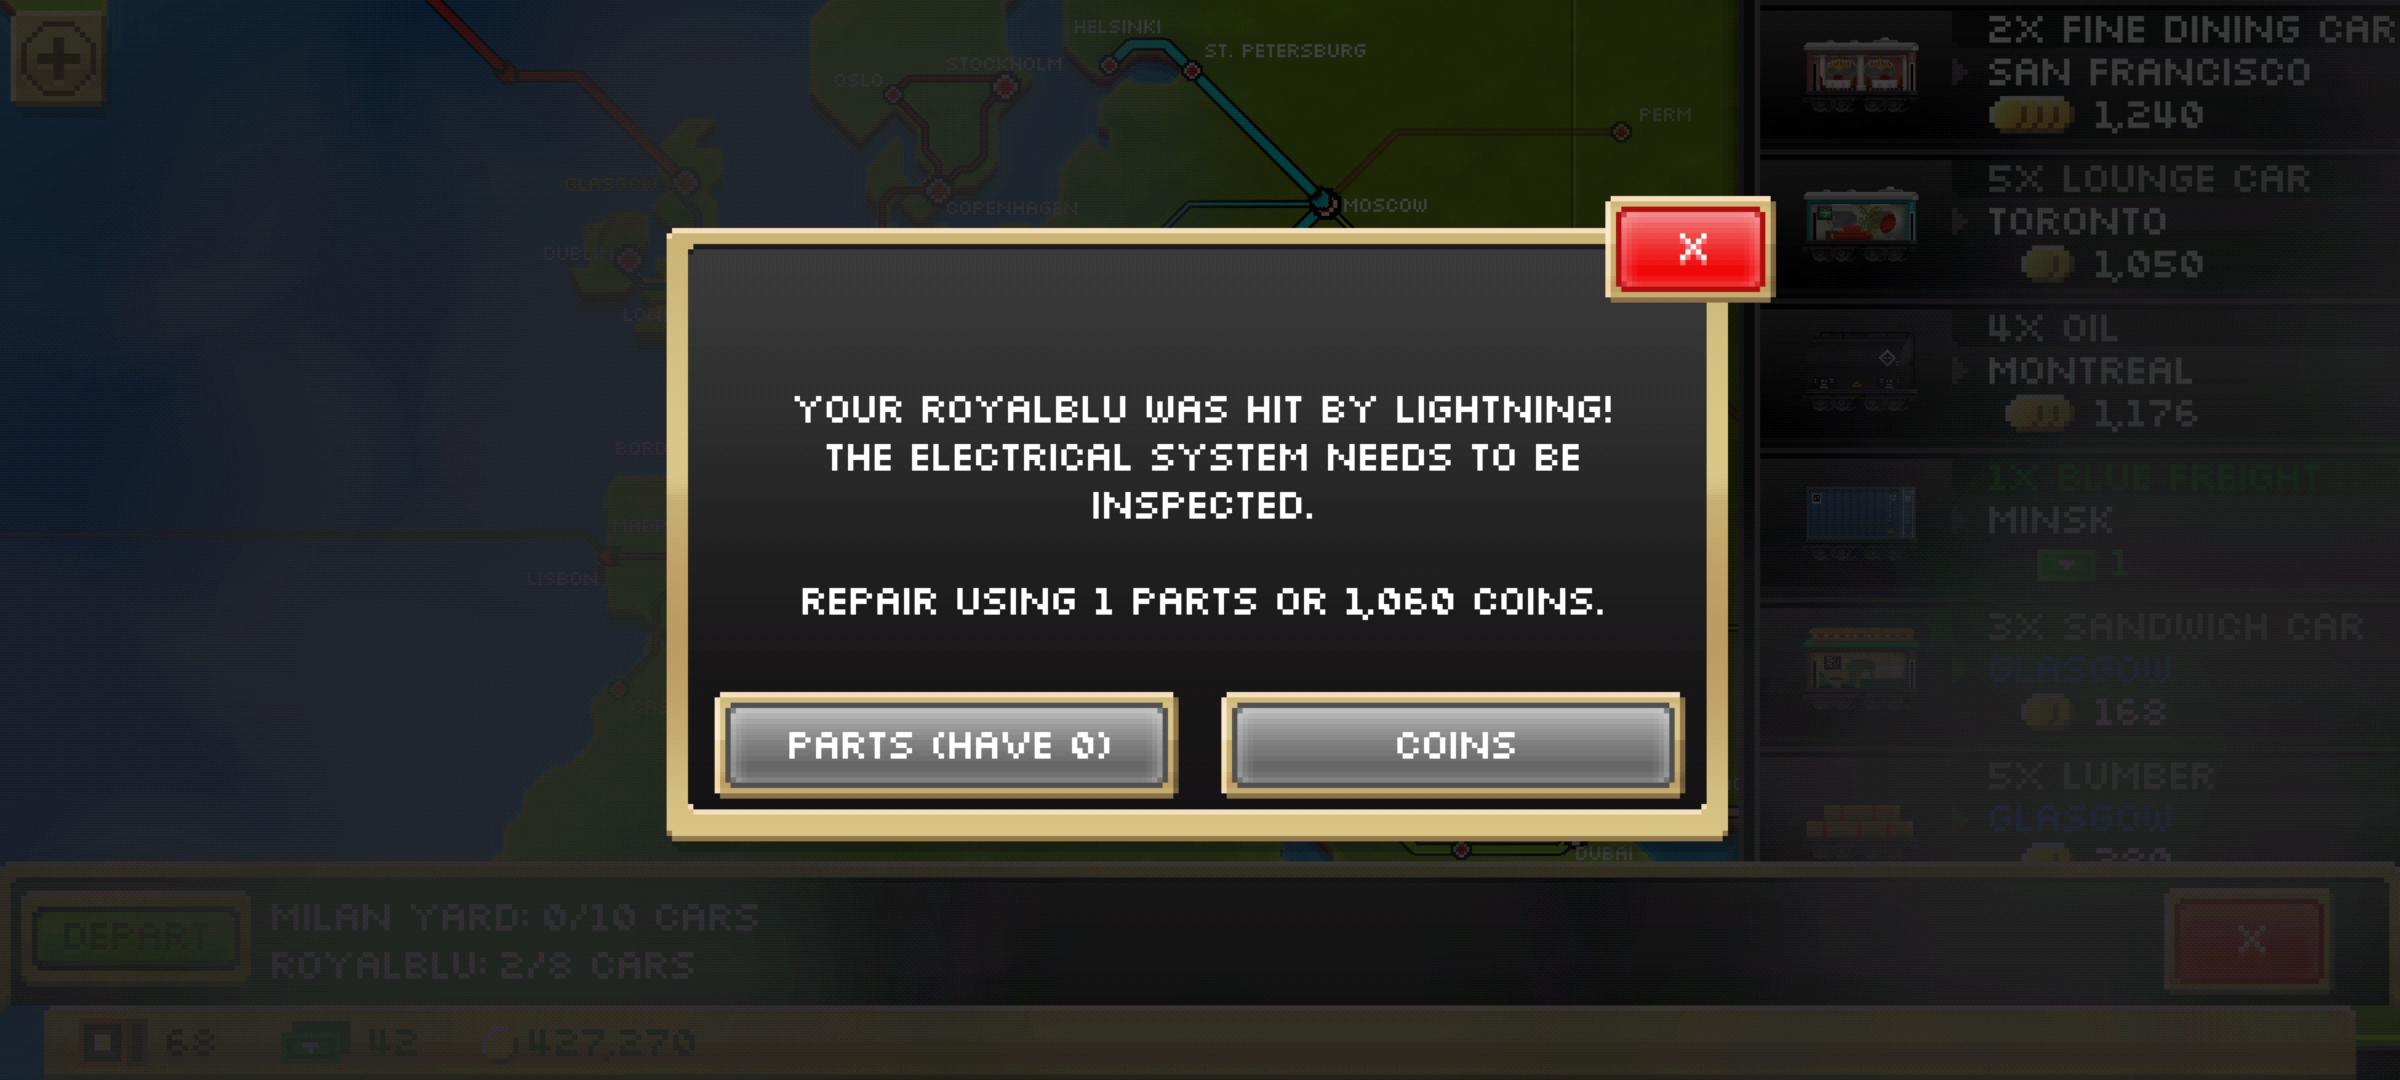 HELSINKI
ST. PETERSBURG
STOCKHOLM
OSLO
PERM
GLASGOW
COPENHAGEN
MOSCOW
DUBLIN
LISBON
DUBAI
2X FINE DINING CAR
SAN FRANCISCO
1,240
5X LOUNGE CAR
TORONTO
1,050
4X OIL
MONTREAL
1,176
1X BLUE FREIGHT
MINSK
1
3X SANDWICH CAR
GLASGOW
168
5X LUMBER
GLASGOW
X
YOUR ROYALBLU WAS HIT BY LIGHTNING!
THE ELECTRICAL SYSTEM NEEDS TO BE
INSPECTED.
REPAIR USING 1 PARTS OR 1,060 COINS.
PARTS (HAVE 0)
COINS
DEPART
MILAN YARD: 0/10 CARS
ROYALBLU: 2/8 CARS
X
68
42
427,270